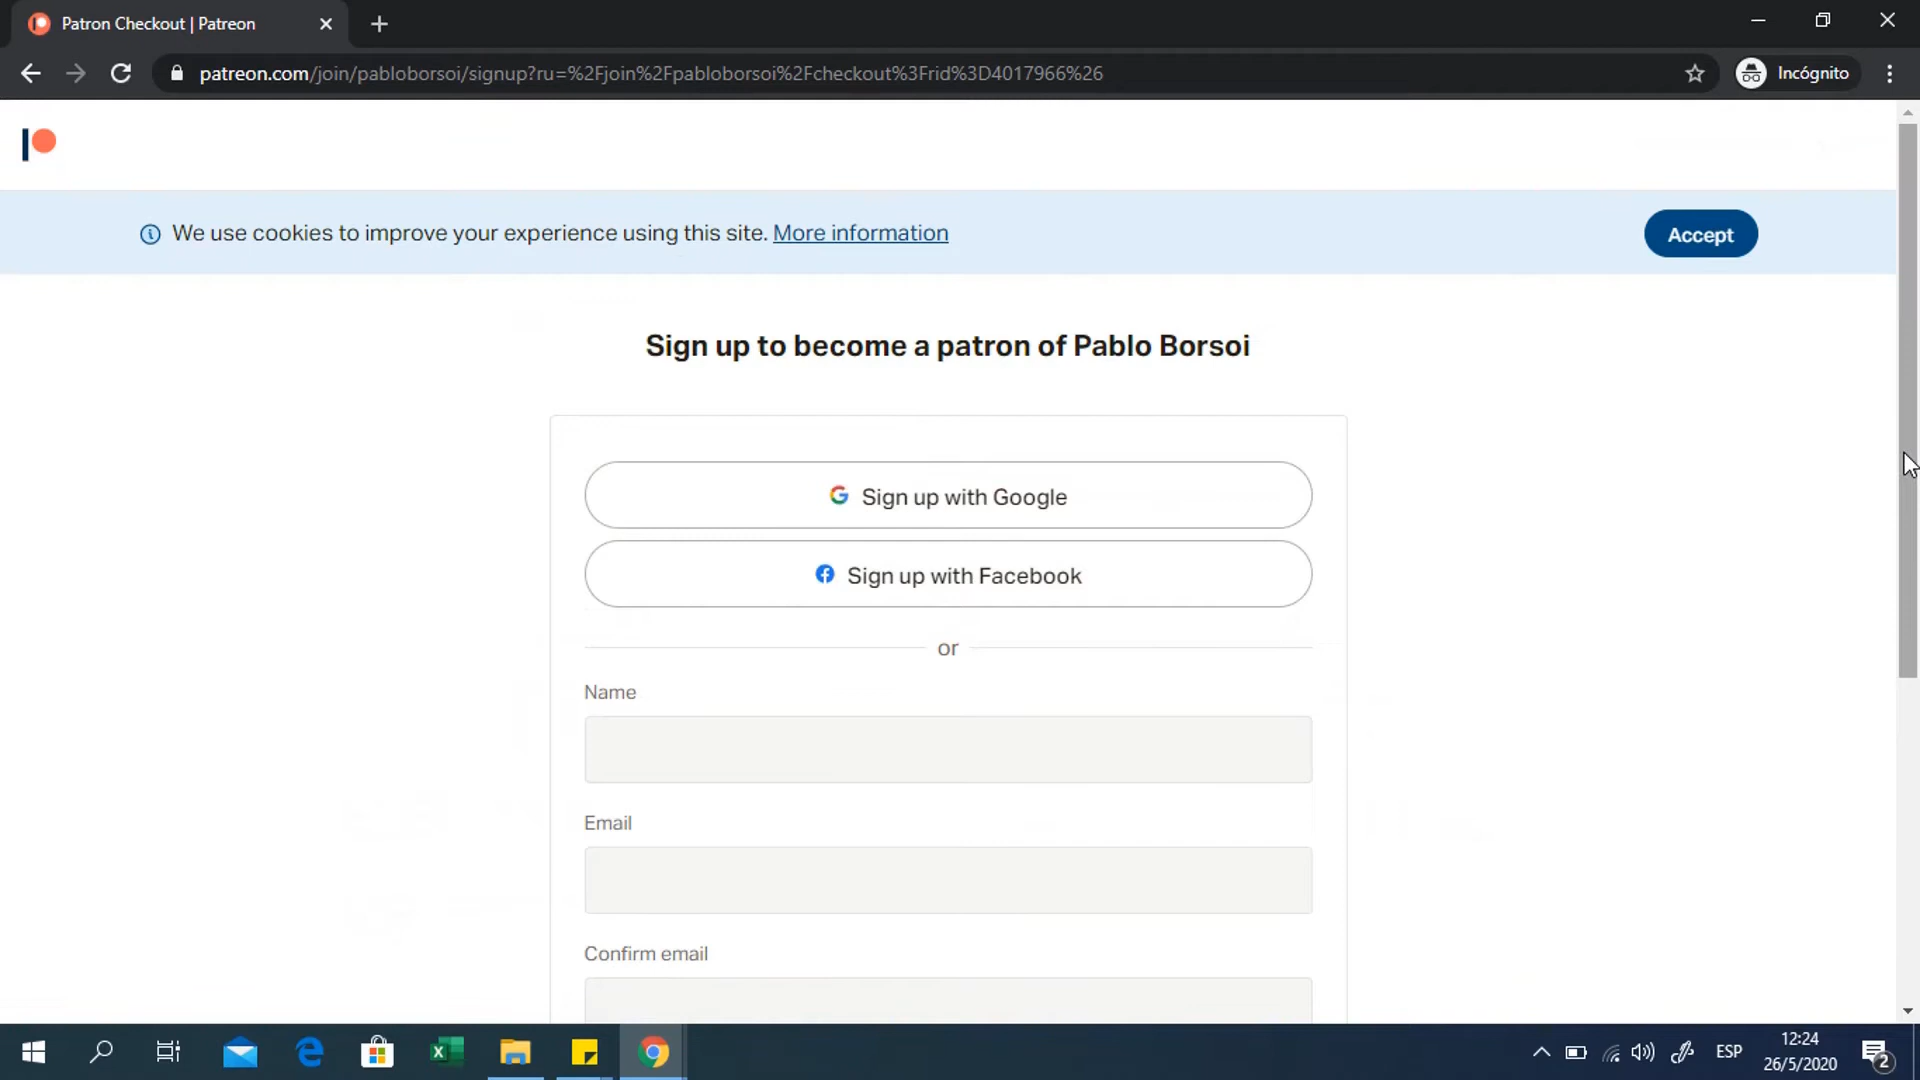 Patron Checkout | Patreon
patreon.com/join/pabloborsoi/signup?ru=%2Fjoin%2Fpabloborsoi%2Fcheckout%3Frid%3D4017966%26
Incógnito
We use cookies to improve your experience using this site. More information
Accept
Sign up to become a patron of Pablo Borsoi
Sign up with Google
Sign up with Facebook
or
Name
Email
Confirm email
ESP
12:24
26/5/2020
2